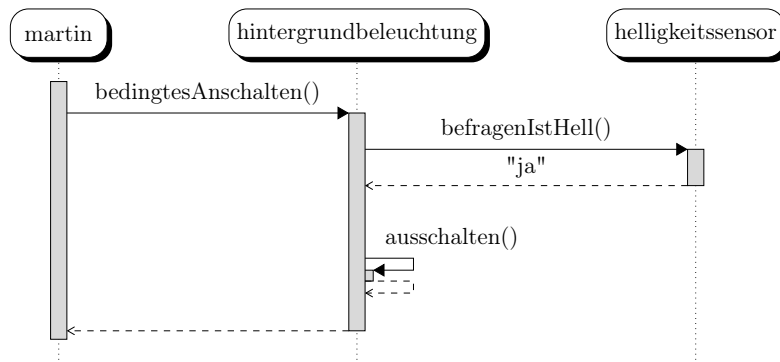 martin
hintergrundbeleuchtung
helligkeitssensor
bedingtesAnschalten()
befragenIstHell()
"ja"
ausschalten()